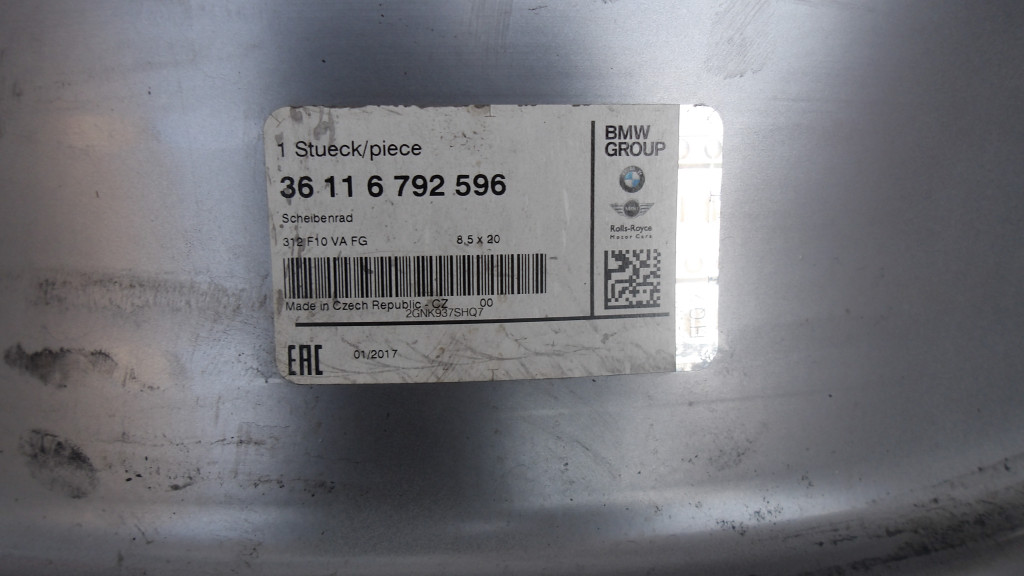 1 Stueck/piece
36 11 6 792 596
Scheibenrad
312 F10 VA FG 8,5 x 20
Made in Czech Republic - CZ 00
2GNK937SHQ7
EAC 01/2017
BMW
GROUP
Rolls-Royce
Motor Cars